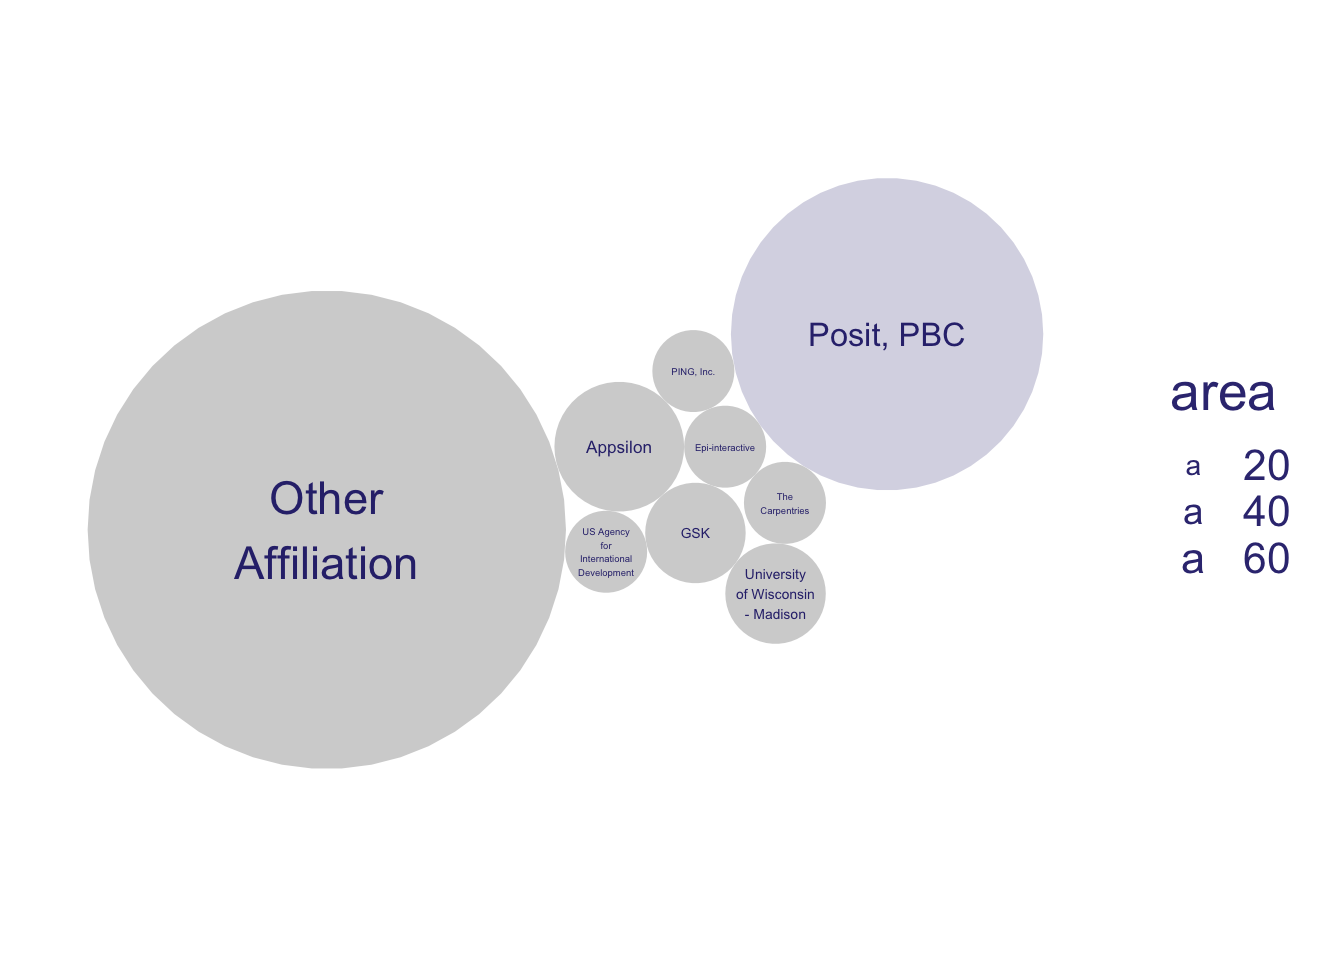 Other
Affiliation
Appsilon
PING, Inc.
Epi-interactive
Posit, PBC
US Agency
for
International
Development
GSK
The
Carpentries
University
of Wisconsin
- Madison
area
a 20
a 40
a 60